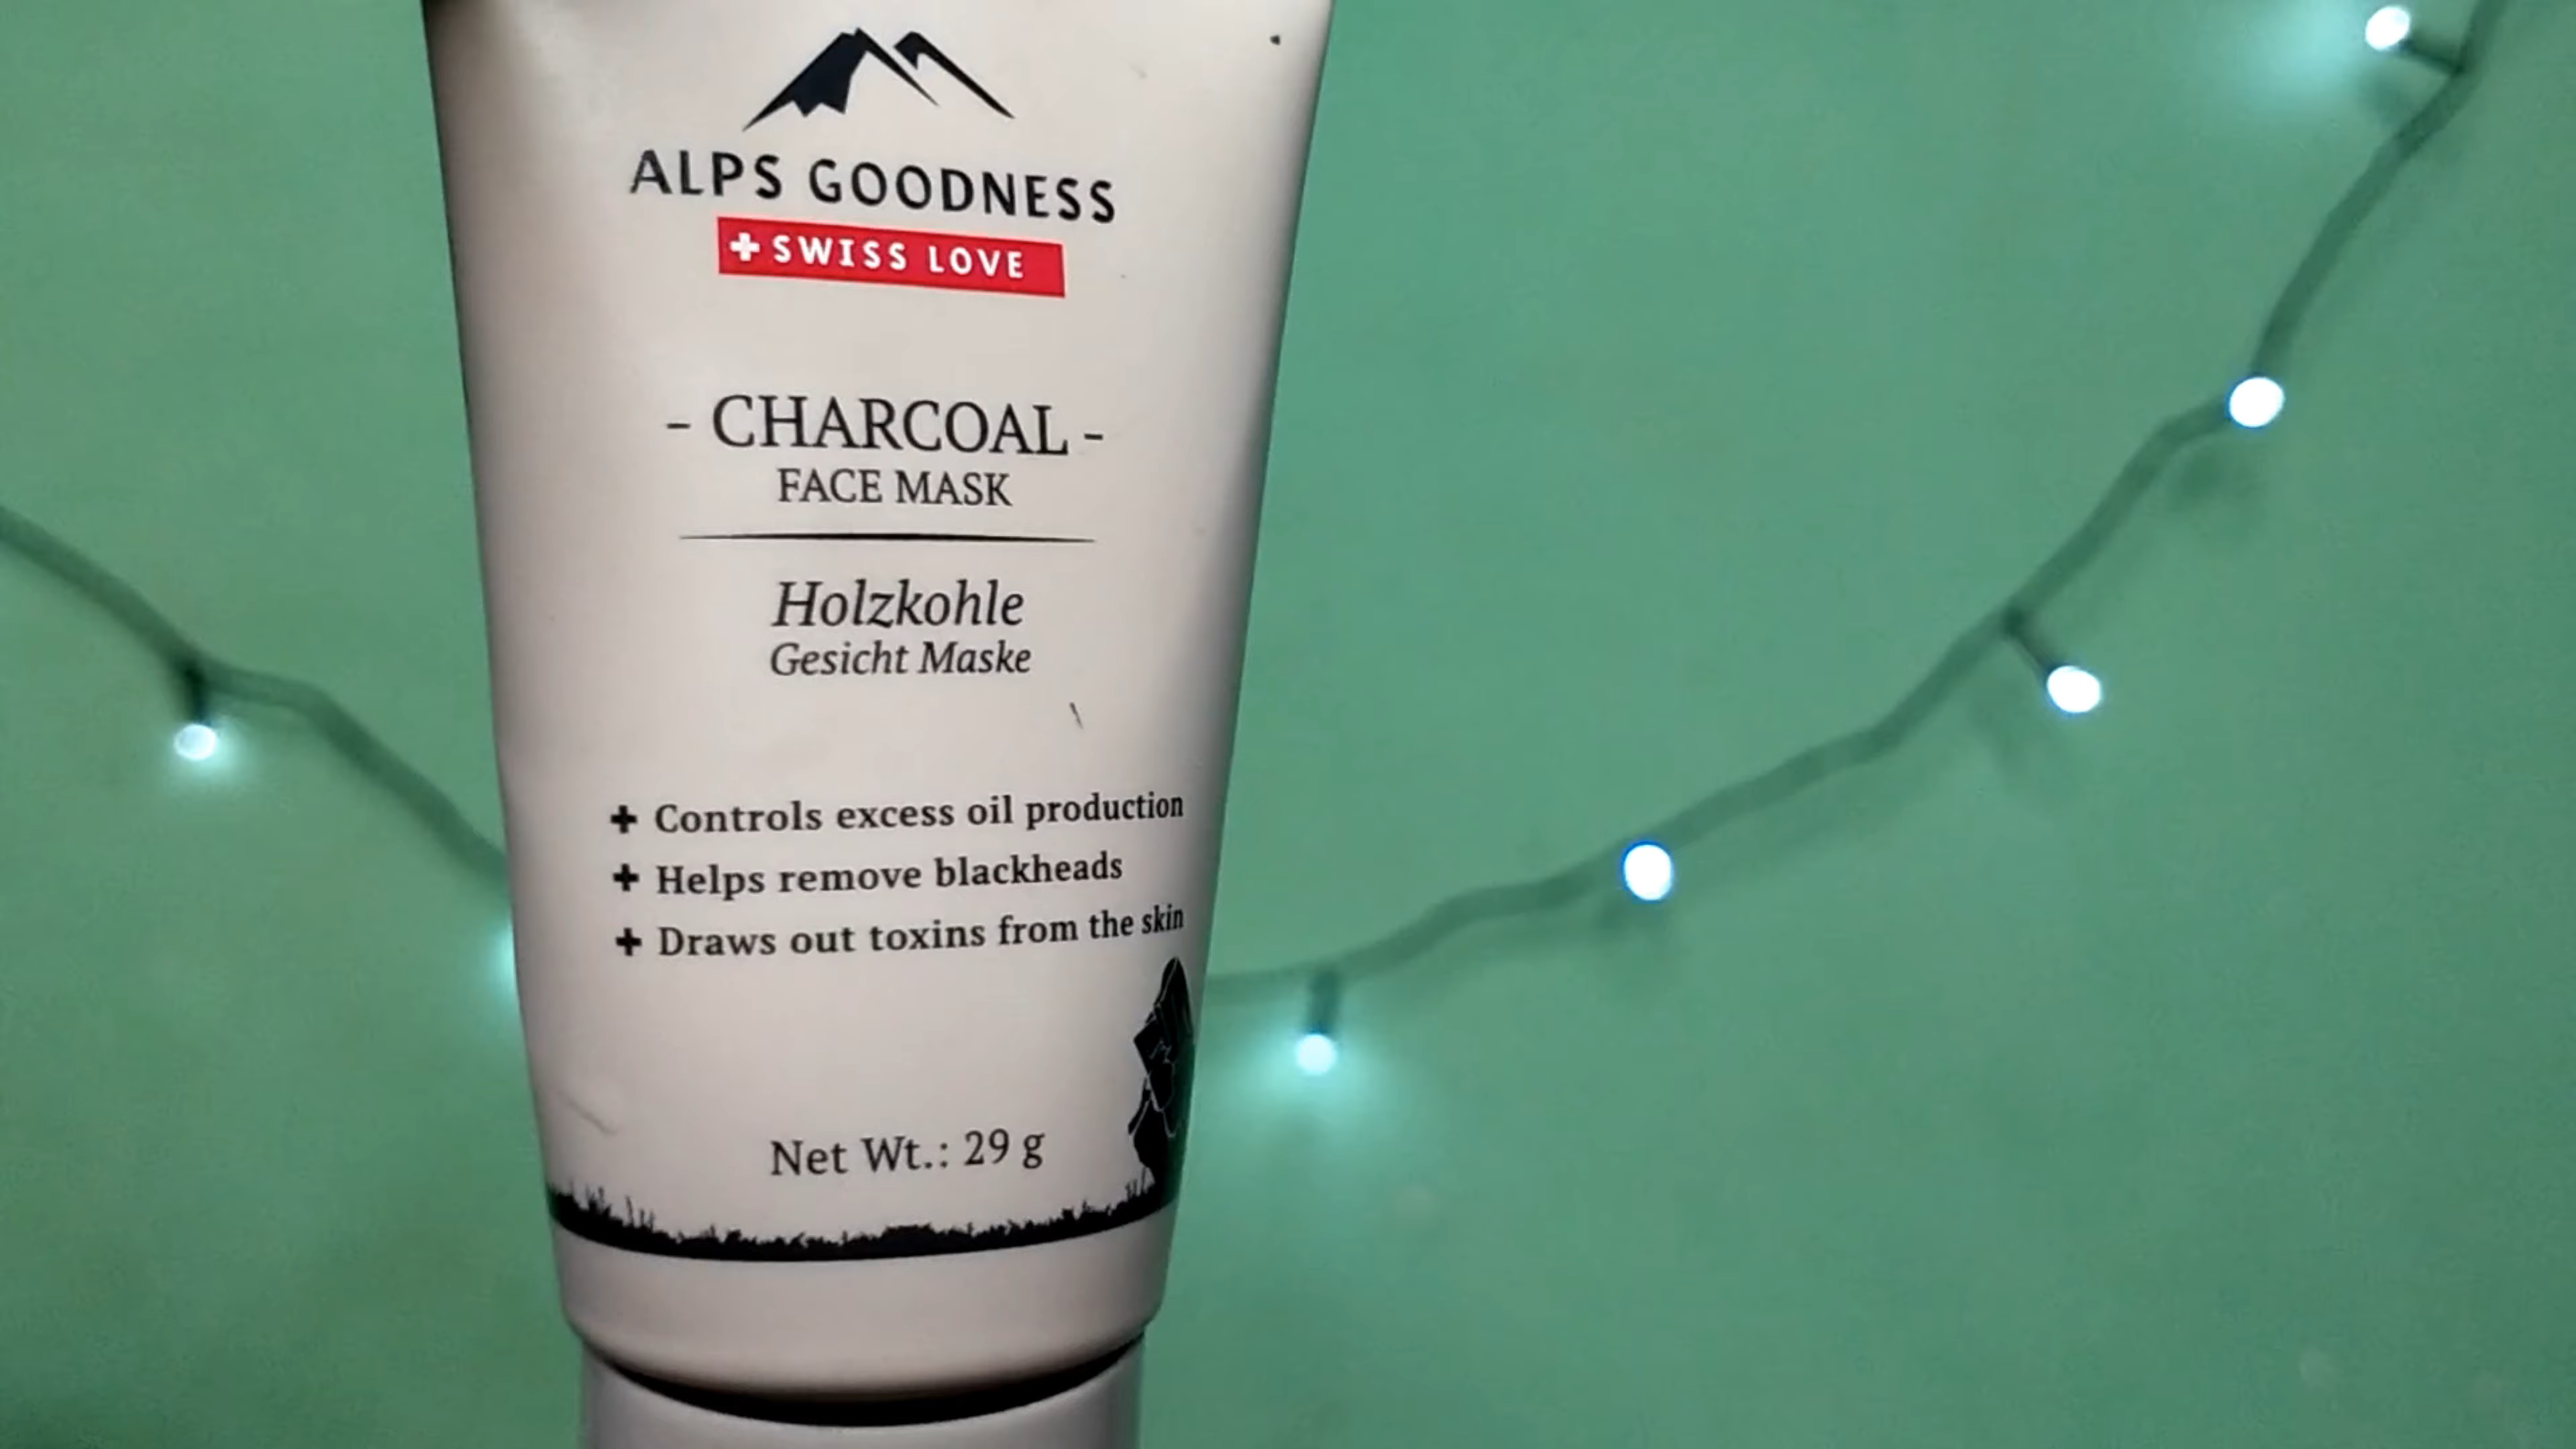 ALPS GOODNESS
+ SWISS LOVE
- CHARCOAL -
FACE MASK
Holzkohle
Gesicht Maske
+ Controls excess oil production
+ Helps remove blackheads
+ Draws out toxins from the skin
Net Wt.: 29 g